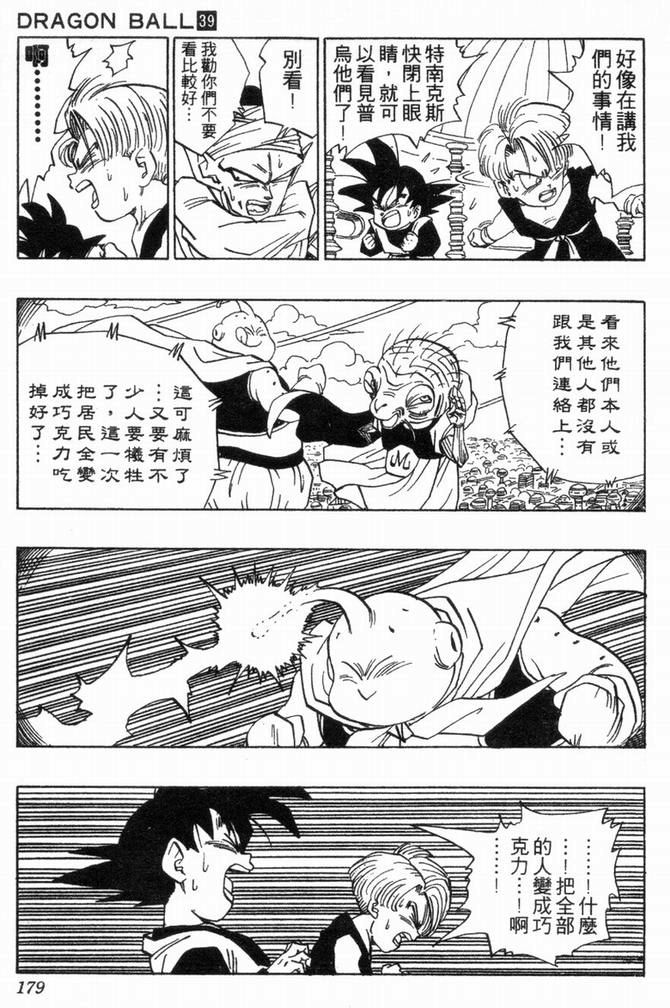 DRAGON BALL 39
好像在講我
們的事情！
特南克斯
快閉上眼
睛，就可
以看見普
烏他們了！
別看！
我勸你們不要
看比較好…
啊………
看來他們本人或
是其他人都沒有
跟我們連絡上…
這可麻煩了
…又要有不
少人要犧牲
了，這一次
把居民全變
成巧克力吃
掉好了…
M
……！什麼
…！把全部
的人變成巧
克力…！啊
……
179